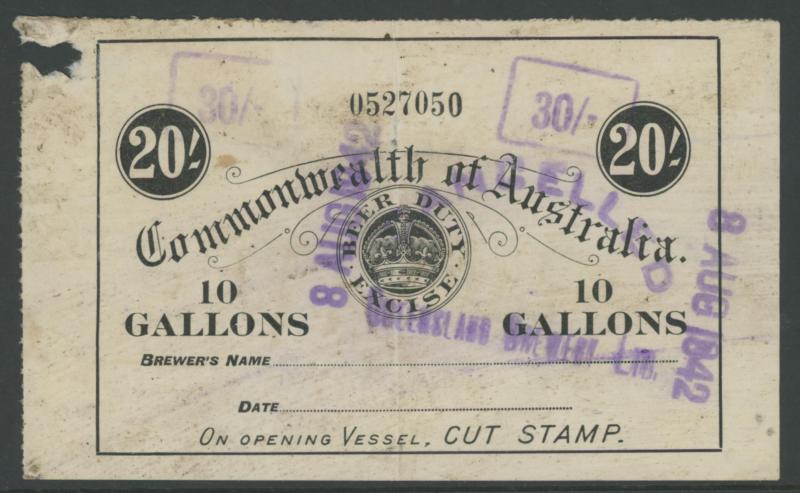 30/- 0527050 30/-
20/- 20/-
Commonwealth of Australia.
CANCELLED
BEER DUTY
EXCISE
8 AUG 1942
8 AUG 1942
10 10
GALLONS GALLONS
QUEENSLAND BREWERY LTD.
BREWER'S NAME
DATE
ON OPENING VESSEL, CUT STAMP.